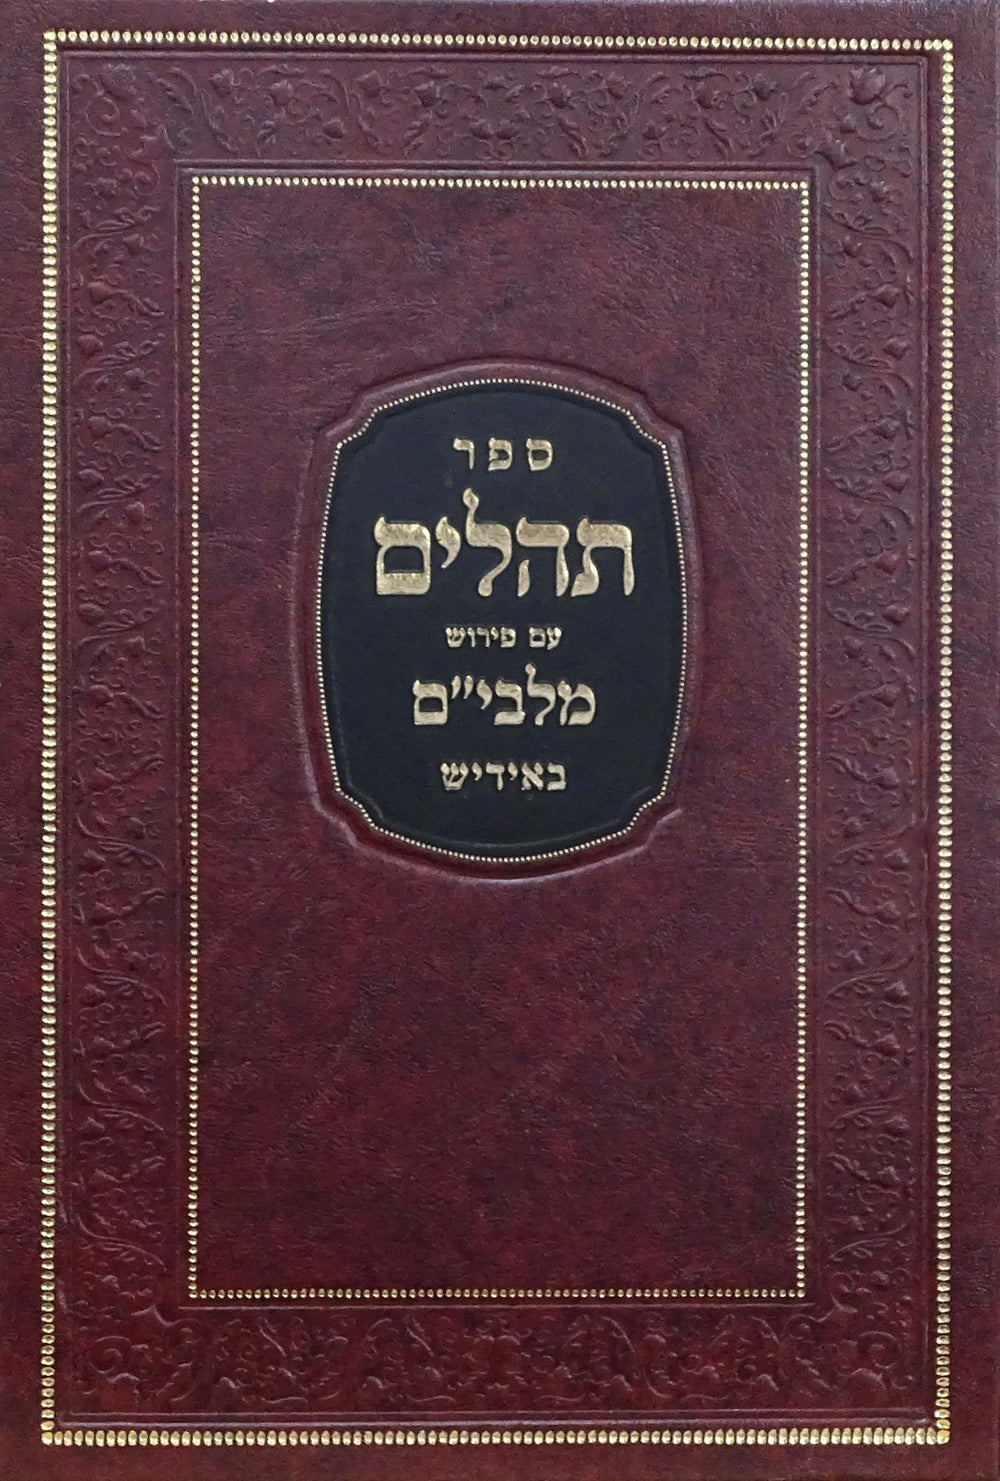 ספר
תהלים
עם פירוש
מלבי״ם
באידיש